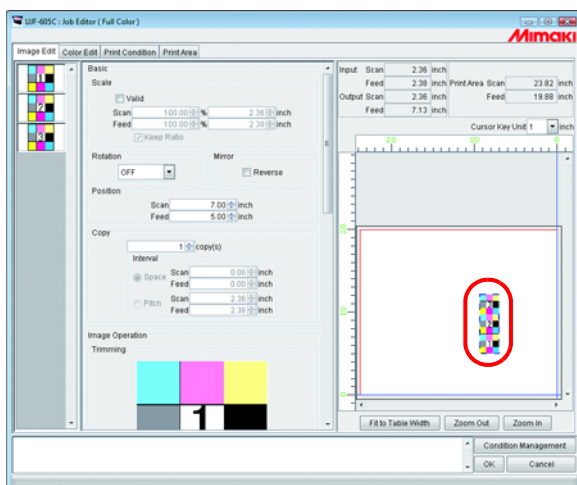 UJF-605C : Job Editor ( Full Color )
Mimaki
Image Edit Color Edit Print Condition Print Area
1
2
3
Basic
Scale
Valid
Scan 100.00 % 2.36 inch
Feed 100.00 % 2.38 inch
Keep Ratio
Rotation Mirror
OFF Reverse
Position
Scan 7.00 inch
Feed 5.00 inch
Copy
1 copy(s)
Interval
Space Scan 0.00 inch
Feed 0.00 inch
Pitch Scan 2.36 inch
Feed 2.38 inch
Image Operation
Trimming
1
Input Scan 2.36 inch
Feed 2.38 inch Print Area Scan 23.82 inch
Output Scan 2.36 inch Feed 19.88 inch
Feed 7.13 inch
Cursor Key Unit 1 inch
20 10 0
20
10
0
Fit to Table Width Zoom Out Zoom In
Condition Management
OK Cancel